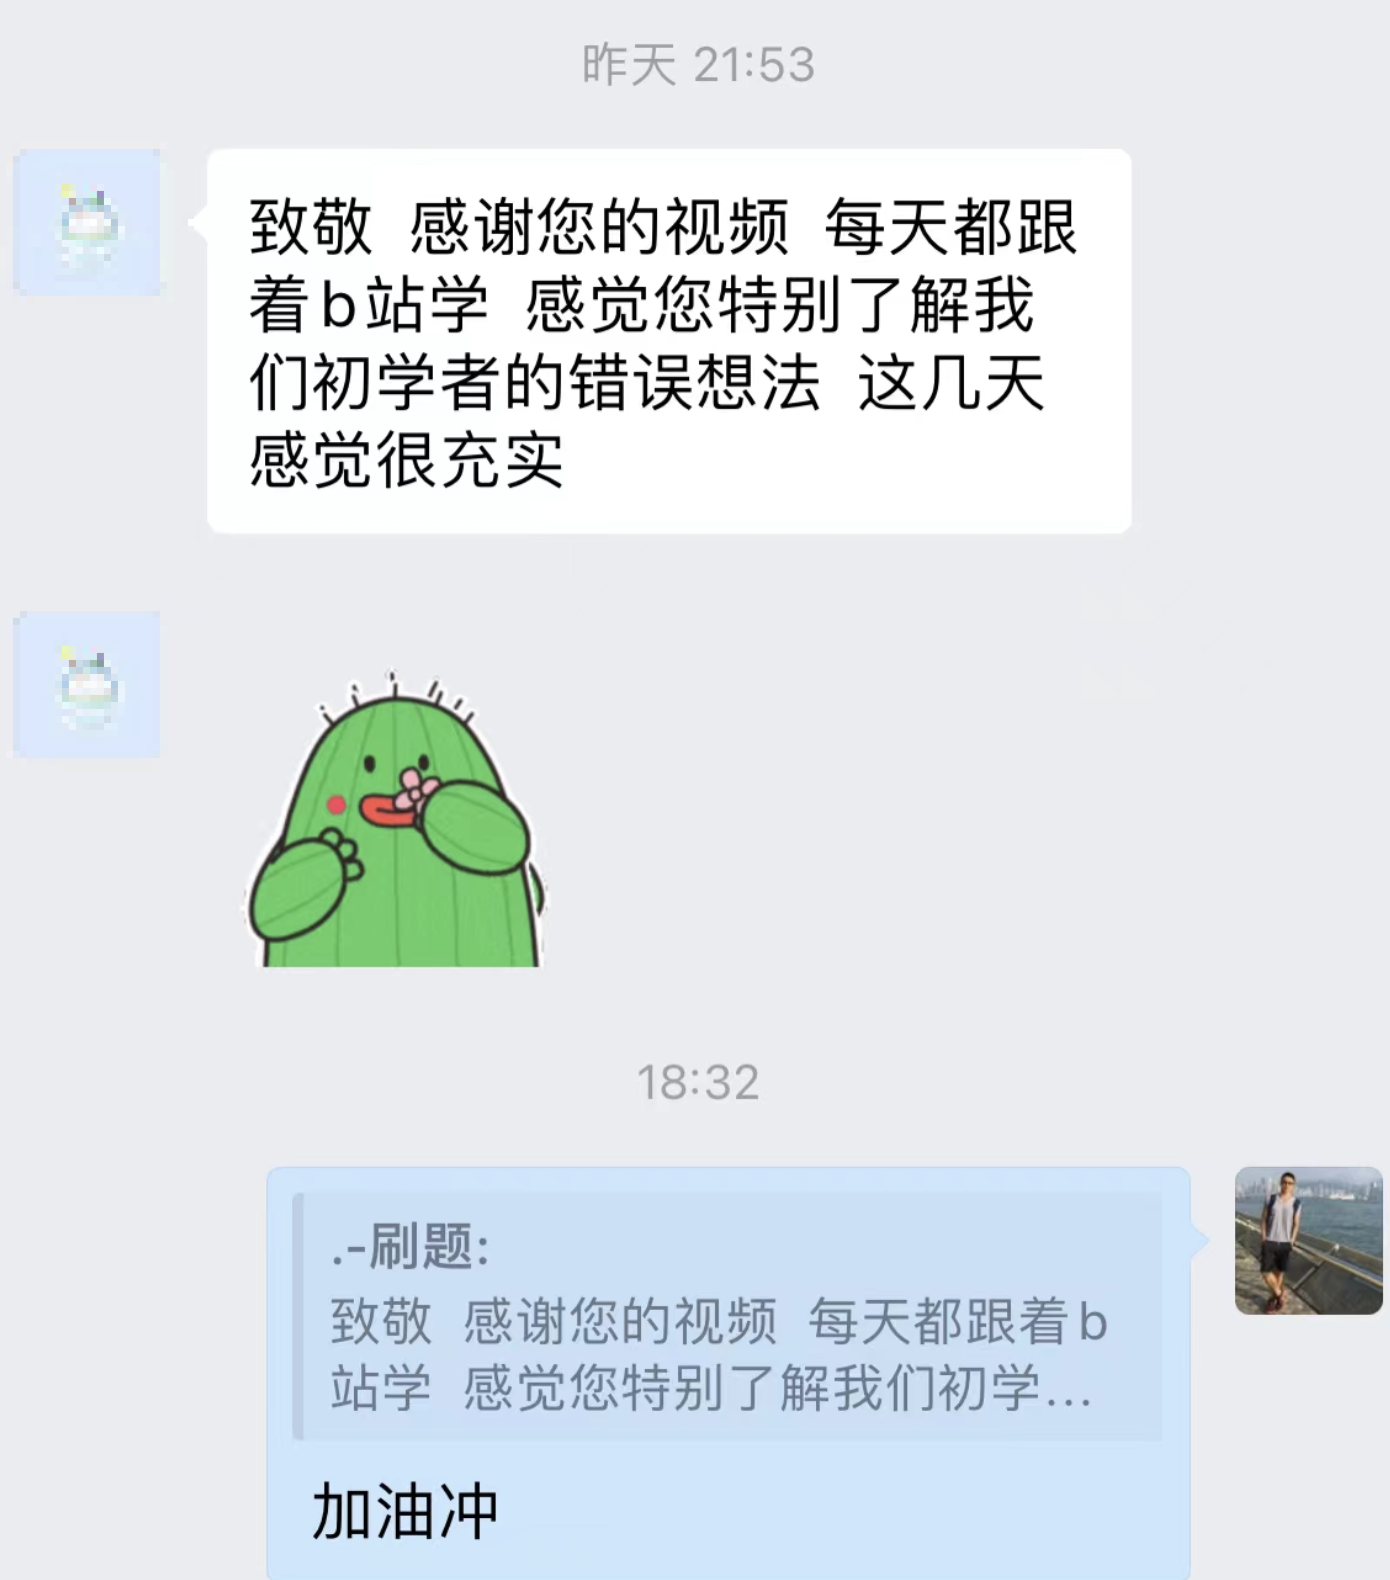 昨天 21:53
致敬 感谢您的视频 每天都跟
着b站学 感觉您特别了解我
们初学者的错误想法 这几天
感觉很充实
18:32
.-刷题:
致敬 感谢您的视频 每天都跟着b
站学 感觉您特别了解我们初学...
加油冲